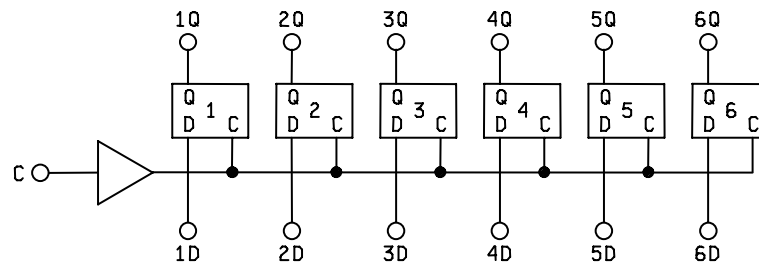 1Q 2Q 3Q 4Q 5Q 6Q
Q Q Q Q Q Q
1 2 3 4 5 6
D C D C D C D C D C D C
C
1D 2D 3D 4D 5D 6D